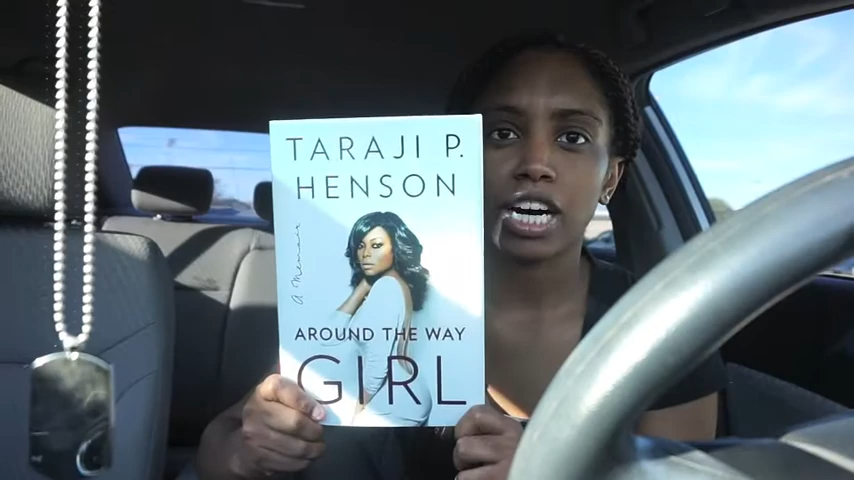 TARAJI P.
HENSON
A Memoir
AROUND THE WAY
GIRL